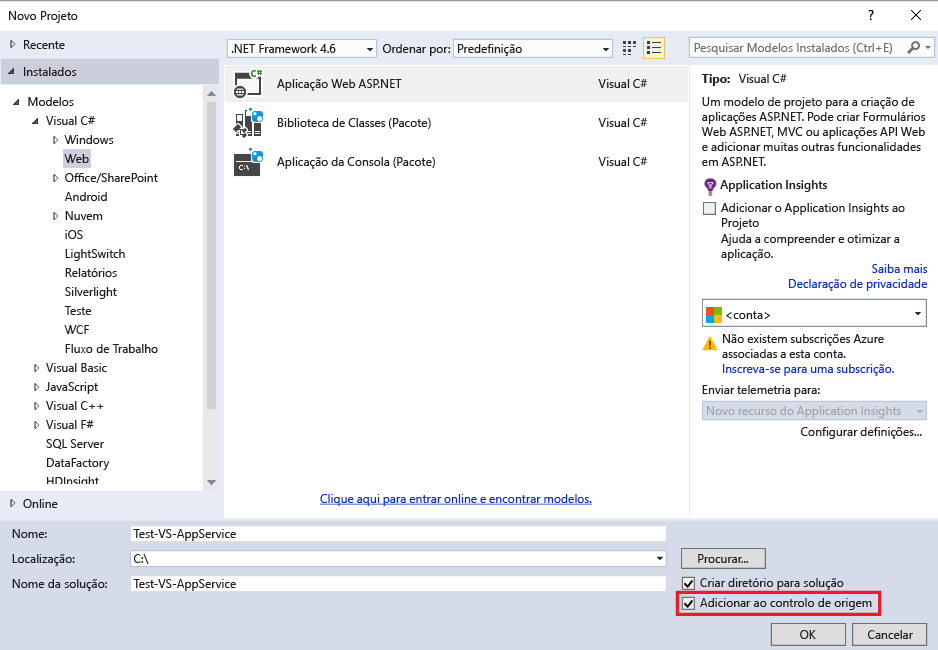 Novo Projeto
?
Recente
Instalados
Modelos
Visual C#
Windows
Web
Office/SharePoint
Android
Nuvem
iOS
LightSwitch
Relatórios
Silverlight
Teste
WCF
Fluxo de Trabalho
Visual Basic
JavaScript
Visual C++
Visual F#
SQL Server
DataFactory
HDInsight
Online
.NET Framework 4.6
Ordenar por: Predefinição
Aplicação Web ASP.NET Visual C#
Biblioteca de Classes (Pacote) Visual C#
Aplicação da Consola (Pacote) Visual C#
Clique aqui para entrar online e encontrar modelos.
Pesquisar Modelos Instalados (Ctrl+E)
Tipo: Visual C#
Um modelo de projeto para a criação de
aplicações ASP.NET. Pode criar Formulários
Web ASP.NET, MVC ou aplicações API Web
e adicionar muitas outras funcionalidades
em ASP.NET.
Application Insights
Adicionar o Application Insights ao
Projeto
Ajuda a compreender e otimizar a
aplicação.
Saiba mais
Declaração de privacidade
<conta>
Não existem subscrições Azure
associadas a esta conta.
Inscreva-se para uma subscrição.
Enviar telemetria para:
Novo recurso do Application Insights
Configurar definições...
Nome: Test-VS-AppService
Localização: C:\
Procurar...
Nome da solução: Test-VS-AppService
Criar diretório para solução
Adicionar ao controlo de origem
OK
Cancelar